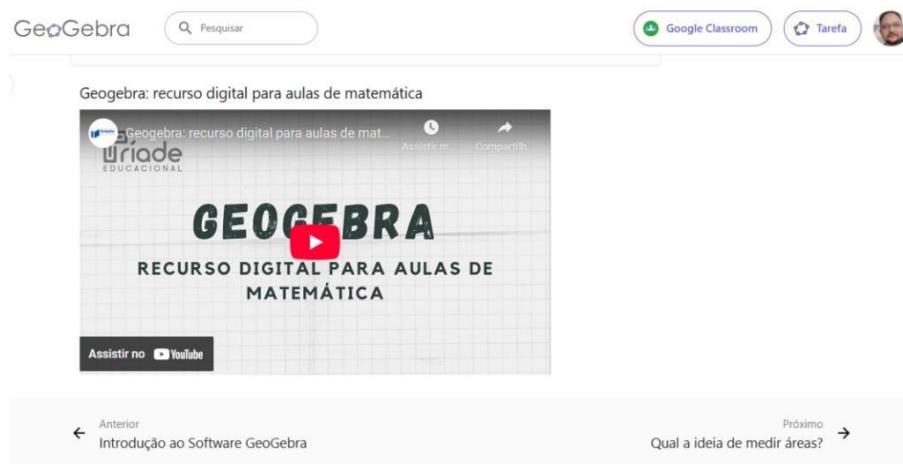 GeoGebra
Pesquisar
Google Classroom
Tarefa
Geogebra: recurso digital para aulas de matemática
Geogebra: recurso digital para aulas de mat...
Assistir m...
Compartilh...
Tríade
EDUCACIONAL
GEOGEBRA
RECURSO DIGITAL PARA AULAS DE
MATEMÁTICA
Assistir no YouTube
Anterior
Introdução ao Software GeoGebra
Próximo
Qual a ideia de medir áreas?